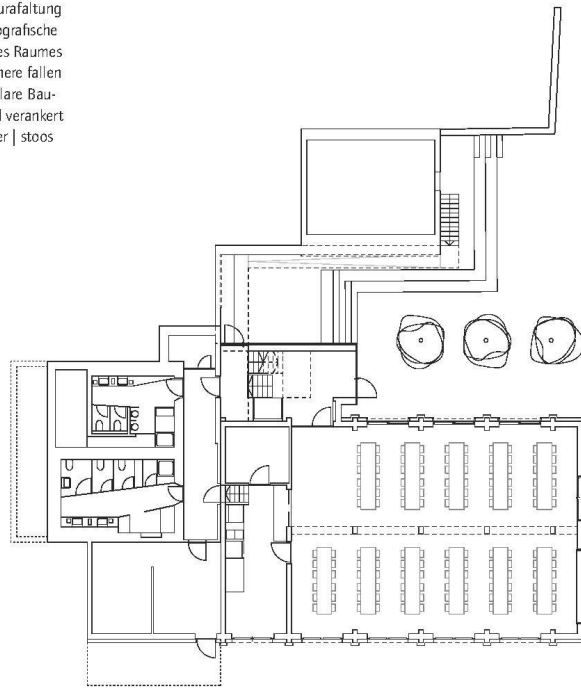 urafaltung
ografische
es Raumes
nere fallen
lare Bau-
l verankert
er | stoos